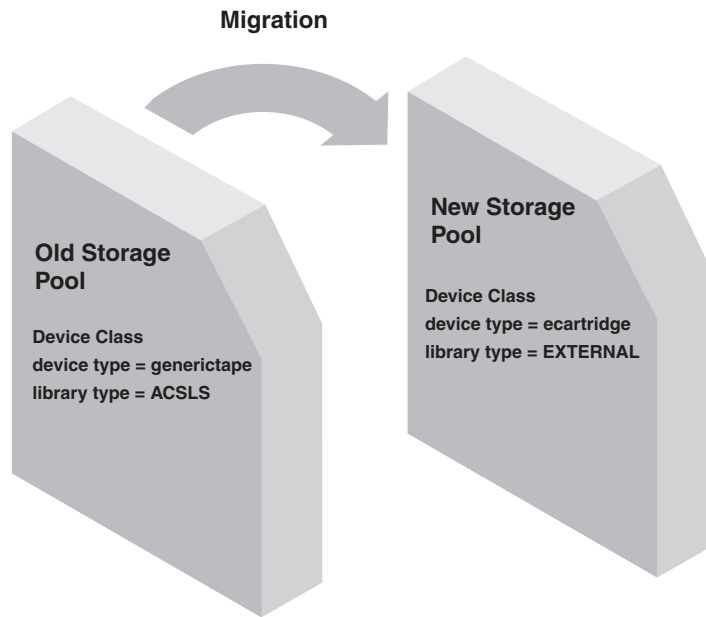 Migration
Old Storage
Pool
Device Class
device type = generictape
library type = ACSLS
New Storage
Pool
Device Class
device type = ecartridge
library type = EXTERNAL